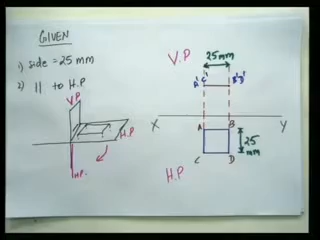 GIVEN
1) side = 25 mm
2) || to H.P
V.P
H.P
H.P.
V.P
25mm
A'C' B'D'
X Y
A B
25
mm
C D
H.P